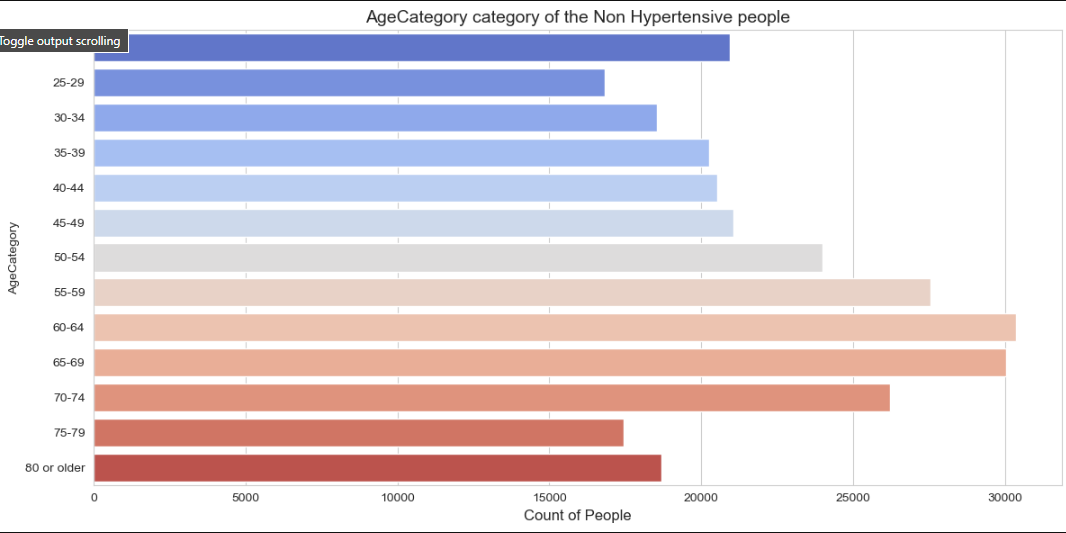 AgeCategory category of the Non Hypertensive people
Toggle output scrolling
25-29
30-34
35-39
40-44
45-49
50-54
55-59
60-64
65-69
70-74
75-79
80 or older
AgeCategory
0 5000 10000 15000 20000 25000 30000
Count of People